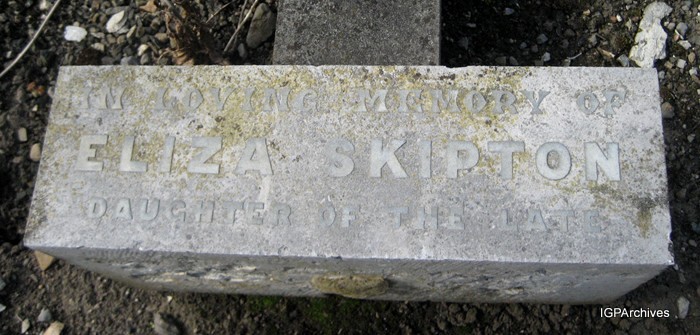 IN LOVING MEMORY OF
ELIZA SKIPTON
DAUGHTER OF THE LATE
IGPArchives